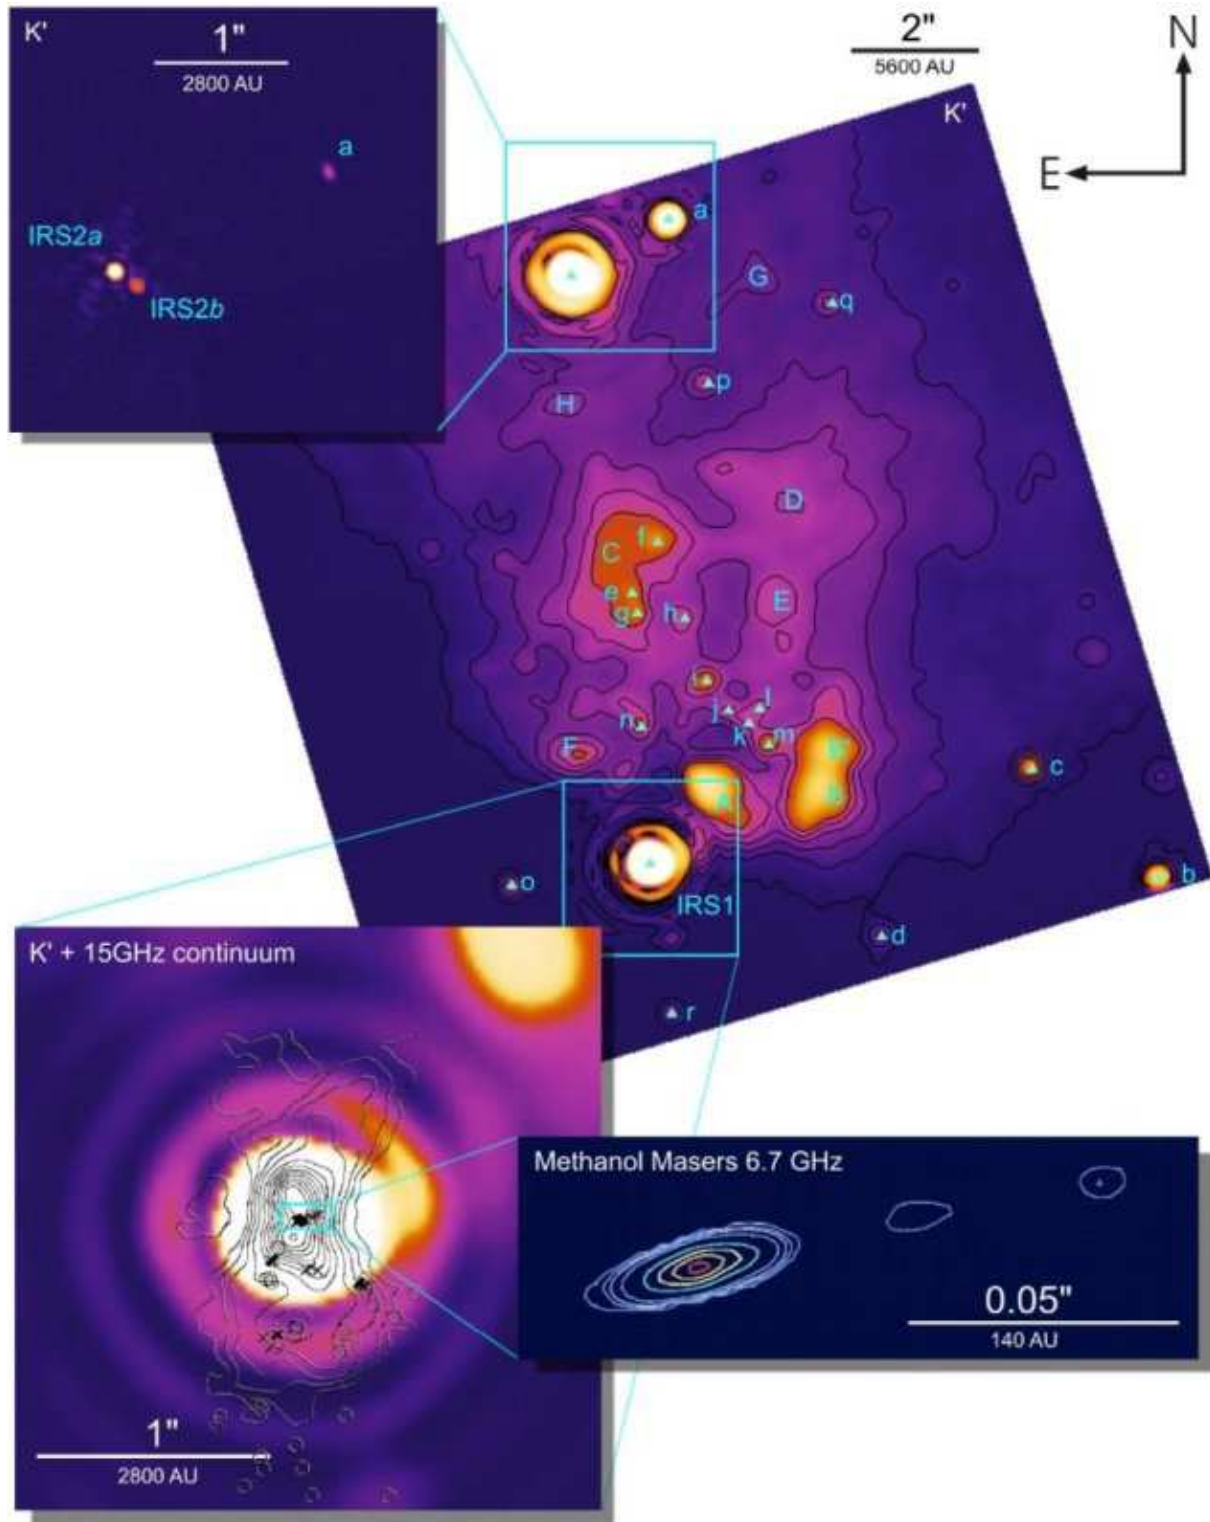 K'
1"
2800 AU
a
IRS2a
IRS2b
2"
5600 AU
N
E
K'
a
G
q
p
H
D
C
f
e
g
h
E
i
j
l
k
m
n
F
A
B
c
b
o
IRS1
d
r
K' + 15GHz continuum
1"
2800 AU
Methanol Masers 6.7 GHz
0.05"
140 AU